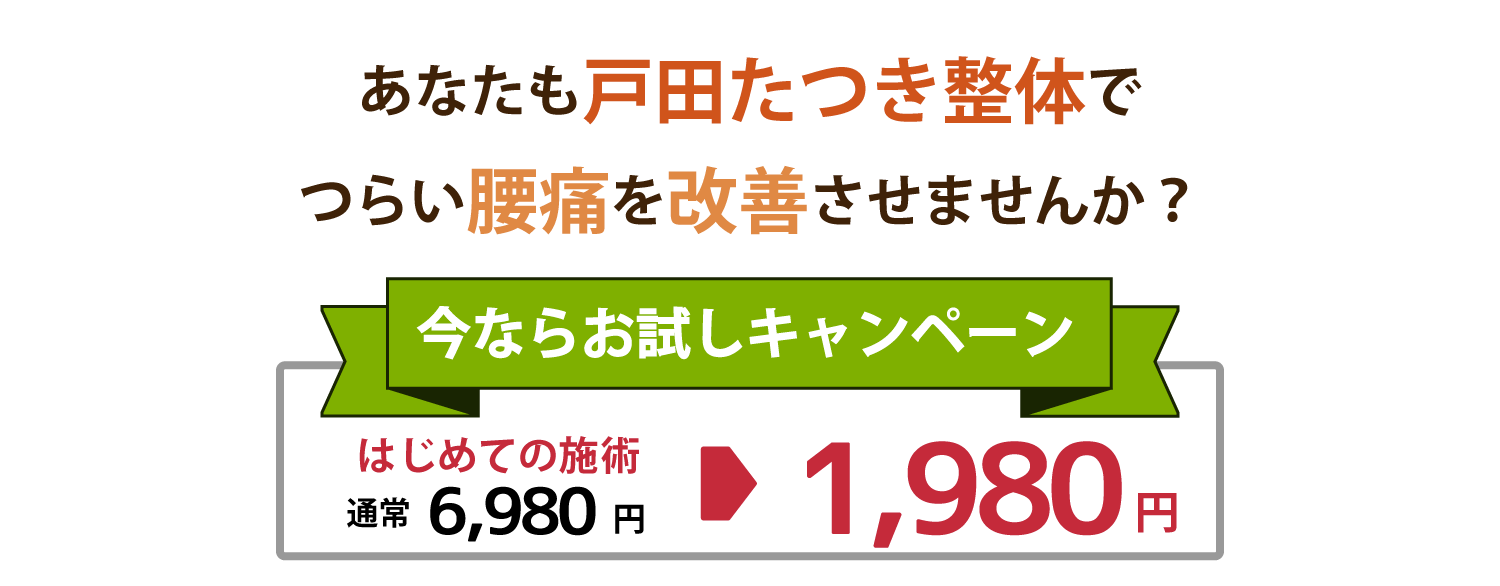 あなたも戸田たつき整体で
つらい腰痛を改善させませんか？
今ならお試しキャンペーン
はじめての施術
通常 6,980 円
1,980 円